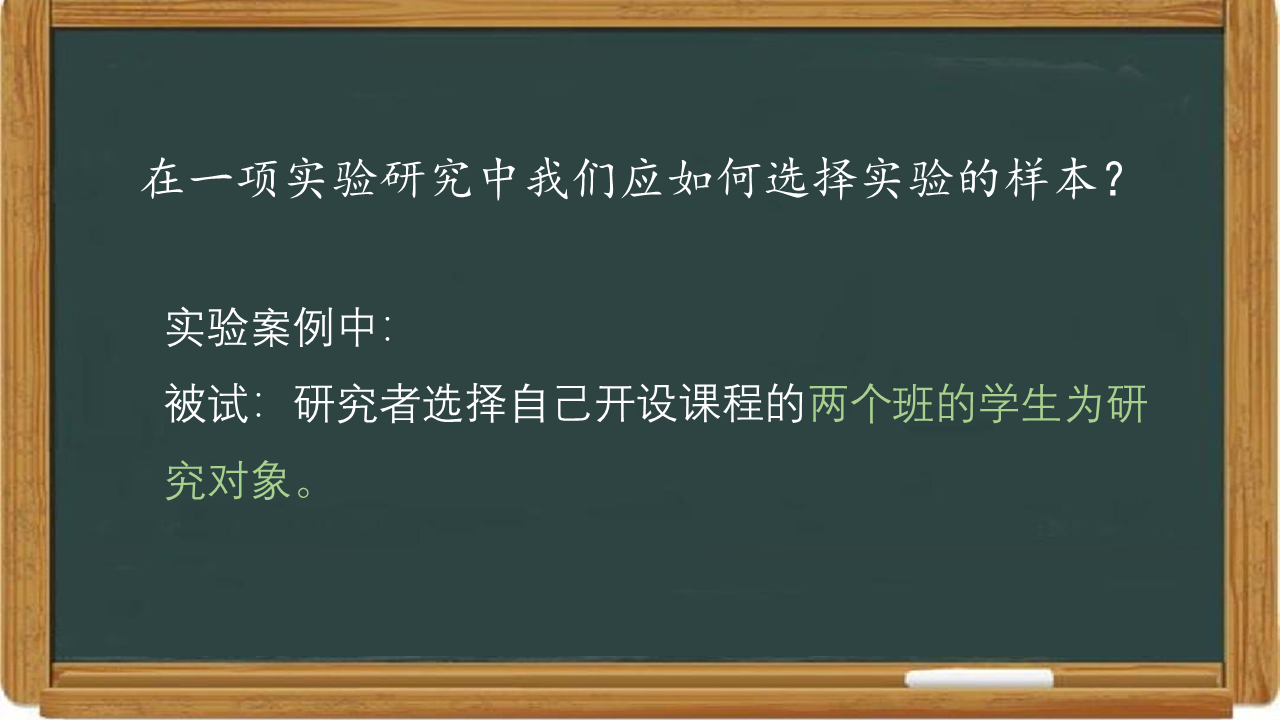 在一项实验研究中我们应如何选择实验的样本？
实验案例中：
被试：研究者选择自己开设课程的两个班的学生为研
究对象。